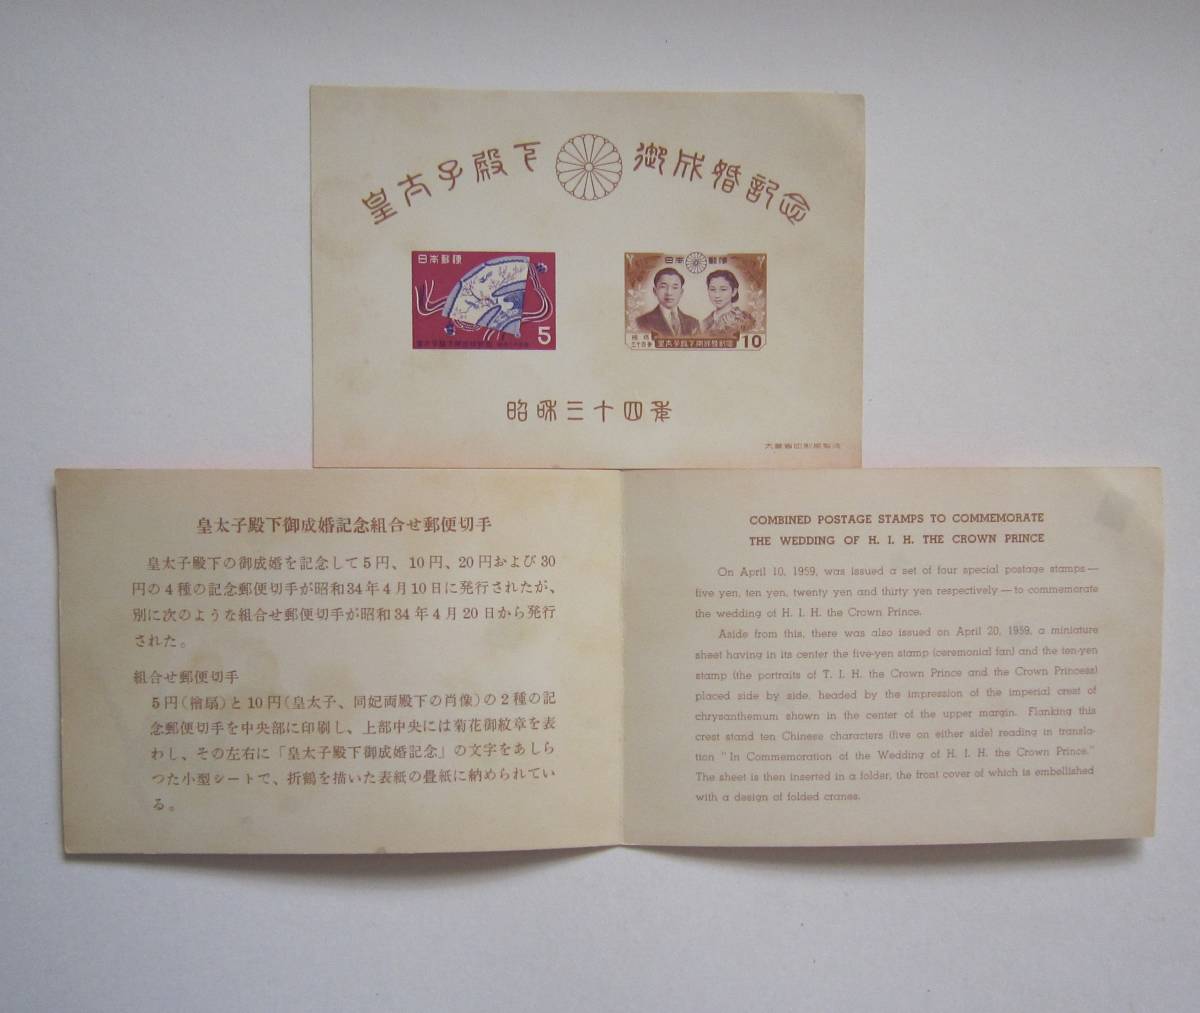 皇太子殿下 御成婚記念
日本郵便
5
日本郵便
昭和
三十四年
皇太子殿下御成婚記念
10
昭和三十四年
大蔵省印刷局製造
皇太子殿下御成婚記念組合せ郵便切手
皇太子殿下の御成婚を記念して5円、10円、20円および30
円の4種の記念郵便切手が昭和34年4月10日に発行されたが、
別に次のような組合せ郵便切手が昭和34年4月20日から発行
された。
組合せ郵便切手
5円(檜扇)と10円(皇太子、同妃両殿下の肖像)の2種の記
念郵便切手を中央部に印刷し、上部中央には菊花御紋章を表
わし、その左右に「皇太子殿下御成婚記念」の文字をあしら
つた小型シートで、折鶴を描いた表紙の畳紙に納められてい
る。
COMBINED POSTAGE STAMPS TO COMMEMORATE
THE WEDDING OF H. I. H. THE CROWN PRINCE
On April 10, 1959, was issued a set of four special postage stamps—
five yen, ten yen, twenty yen and thirty yen respectively—to commemorate
the wedding of H. I. H. the Crown Prince.
Aside from this, there was also issued on April 20, 1959, a miniature
sheet having in its center the five-yen stamp (ceremonial fan) and the ten-yen
stamp (the portraits of T. I. H. the Crown Prince and the Crown Princess)
placed side by side, headed by the impression of the imperial crest of
chrysanthemum shown in the center of the upper margin. Flanking this
crest stand ten Chinese characters (five on either side) reading in transla-
tion "In Commemoration of the Wedding of H. I. H. the Crown Prince."
The sheet is then inserted in a folder, the front cover of which is embellished
with a design of folded cranes.